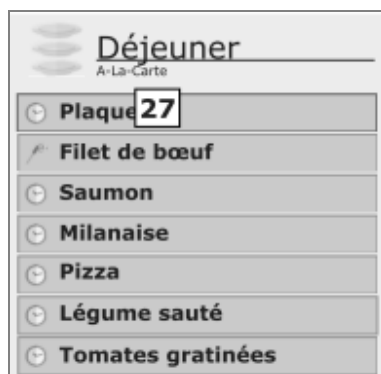 Déjeuner
A-La-Carte
Plaque 27
Filet de bœuf
Saumon
Milanaise
Pizza
Légume sauté
Tomates gratinées